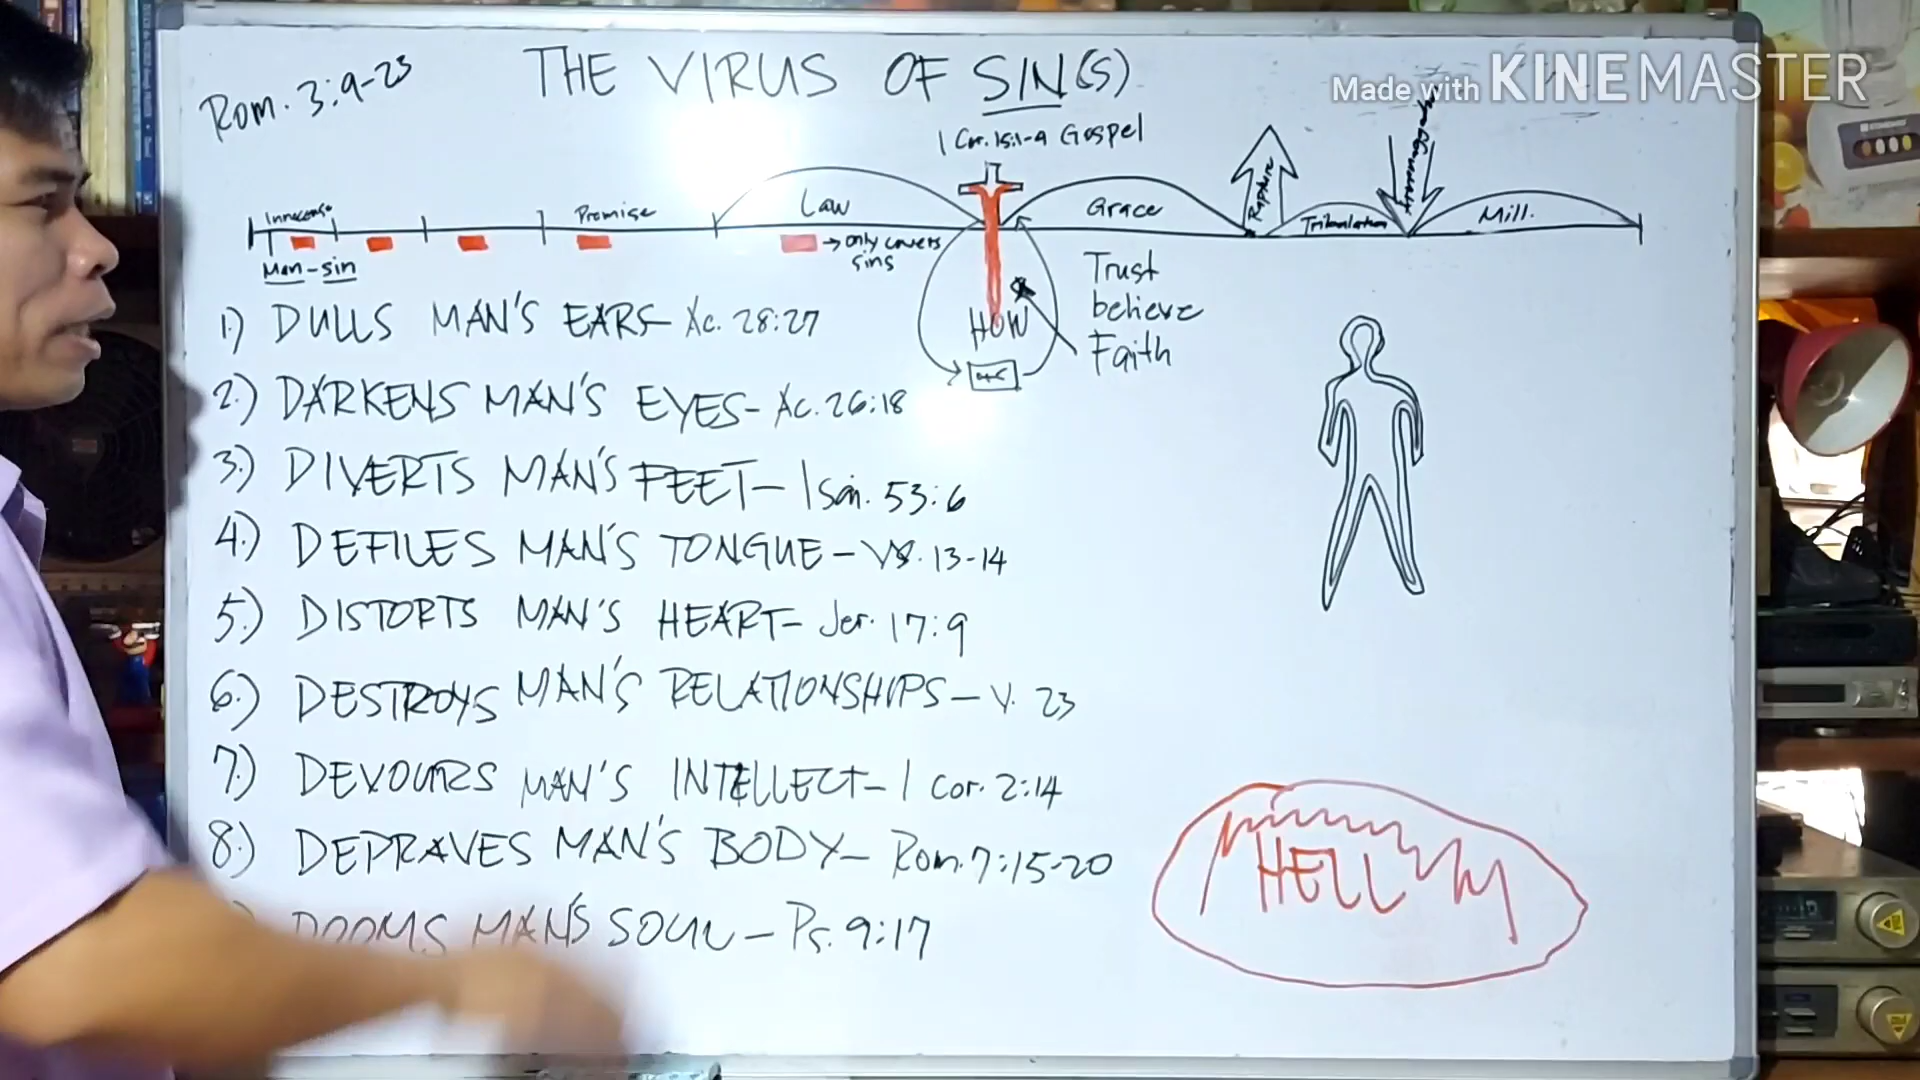 Made with KINEMASTER
Rom. 3:9-23
THE VIRUS OF SIN(S)
1 Cor. 15:1-4 Gospel
Innocense
Promise
Law
Grace
Rapture
Tribulation
Armaggedon
Mill.
Man-sin
→ only covers
sins
HOW
Trust
believe
Faith
1.) DULLS MAN'S EARS- Ac. 28:27
2.) DARKENS MAN'S EYES- Ac. 26:18
3.) DIVERTS MAN'S FEET- Isa. 53:6
4.) DEFILES MAN'S TONGUE- VS. 13-14
5.) DISTORTS MAN'S HEART- Jer. 17:9
6.) DESTROYS MAN'S RELATIONSHIPS- V. 23
7.) DEVOURS MAN'S INTELLECT- 1 Cor. 2:14
8.) DEPRAVES MAN'S BODY- Rom. 7:15-20
DOOMS MAN'S SOUL- Ps. 9:17
HELL